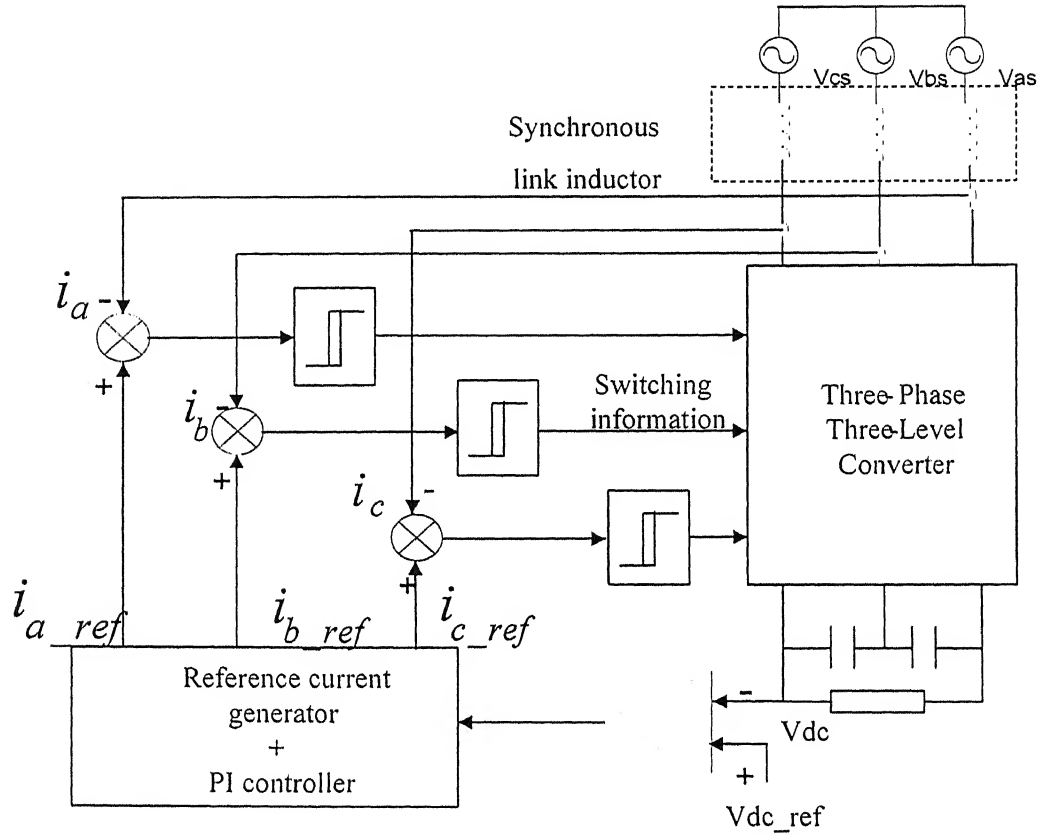 Vcs
Vbs
Vas
Synchronous
link inductor
i_a -
+
i_b -
+
i_c -
+
Switching
information
Three-Phase
Three-Level
Converter
i_a_ref
i_b_ref
i_c_ref
Reference current
generator
+
PI controller
-
Vdc
+
Vdc_ref